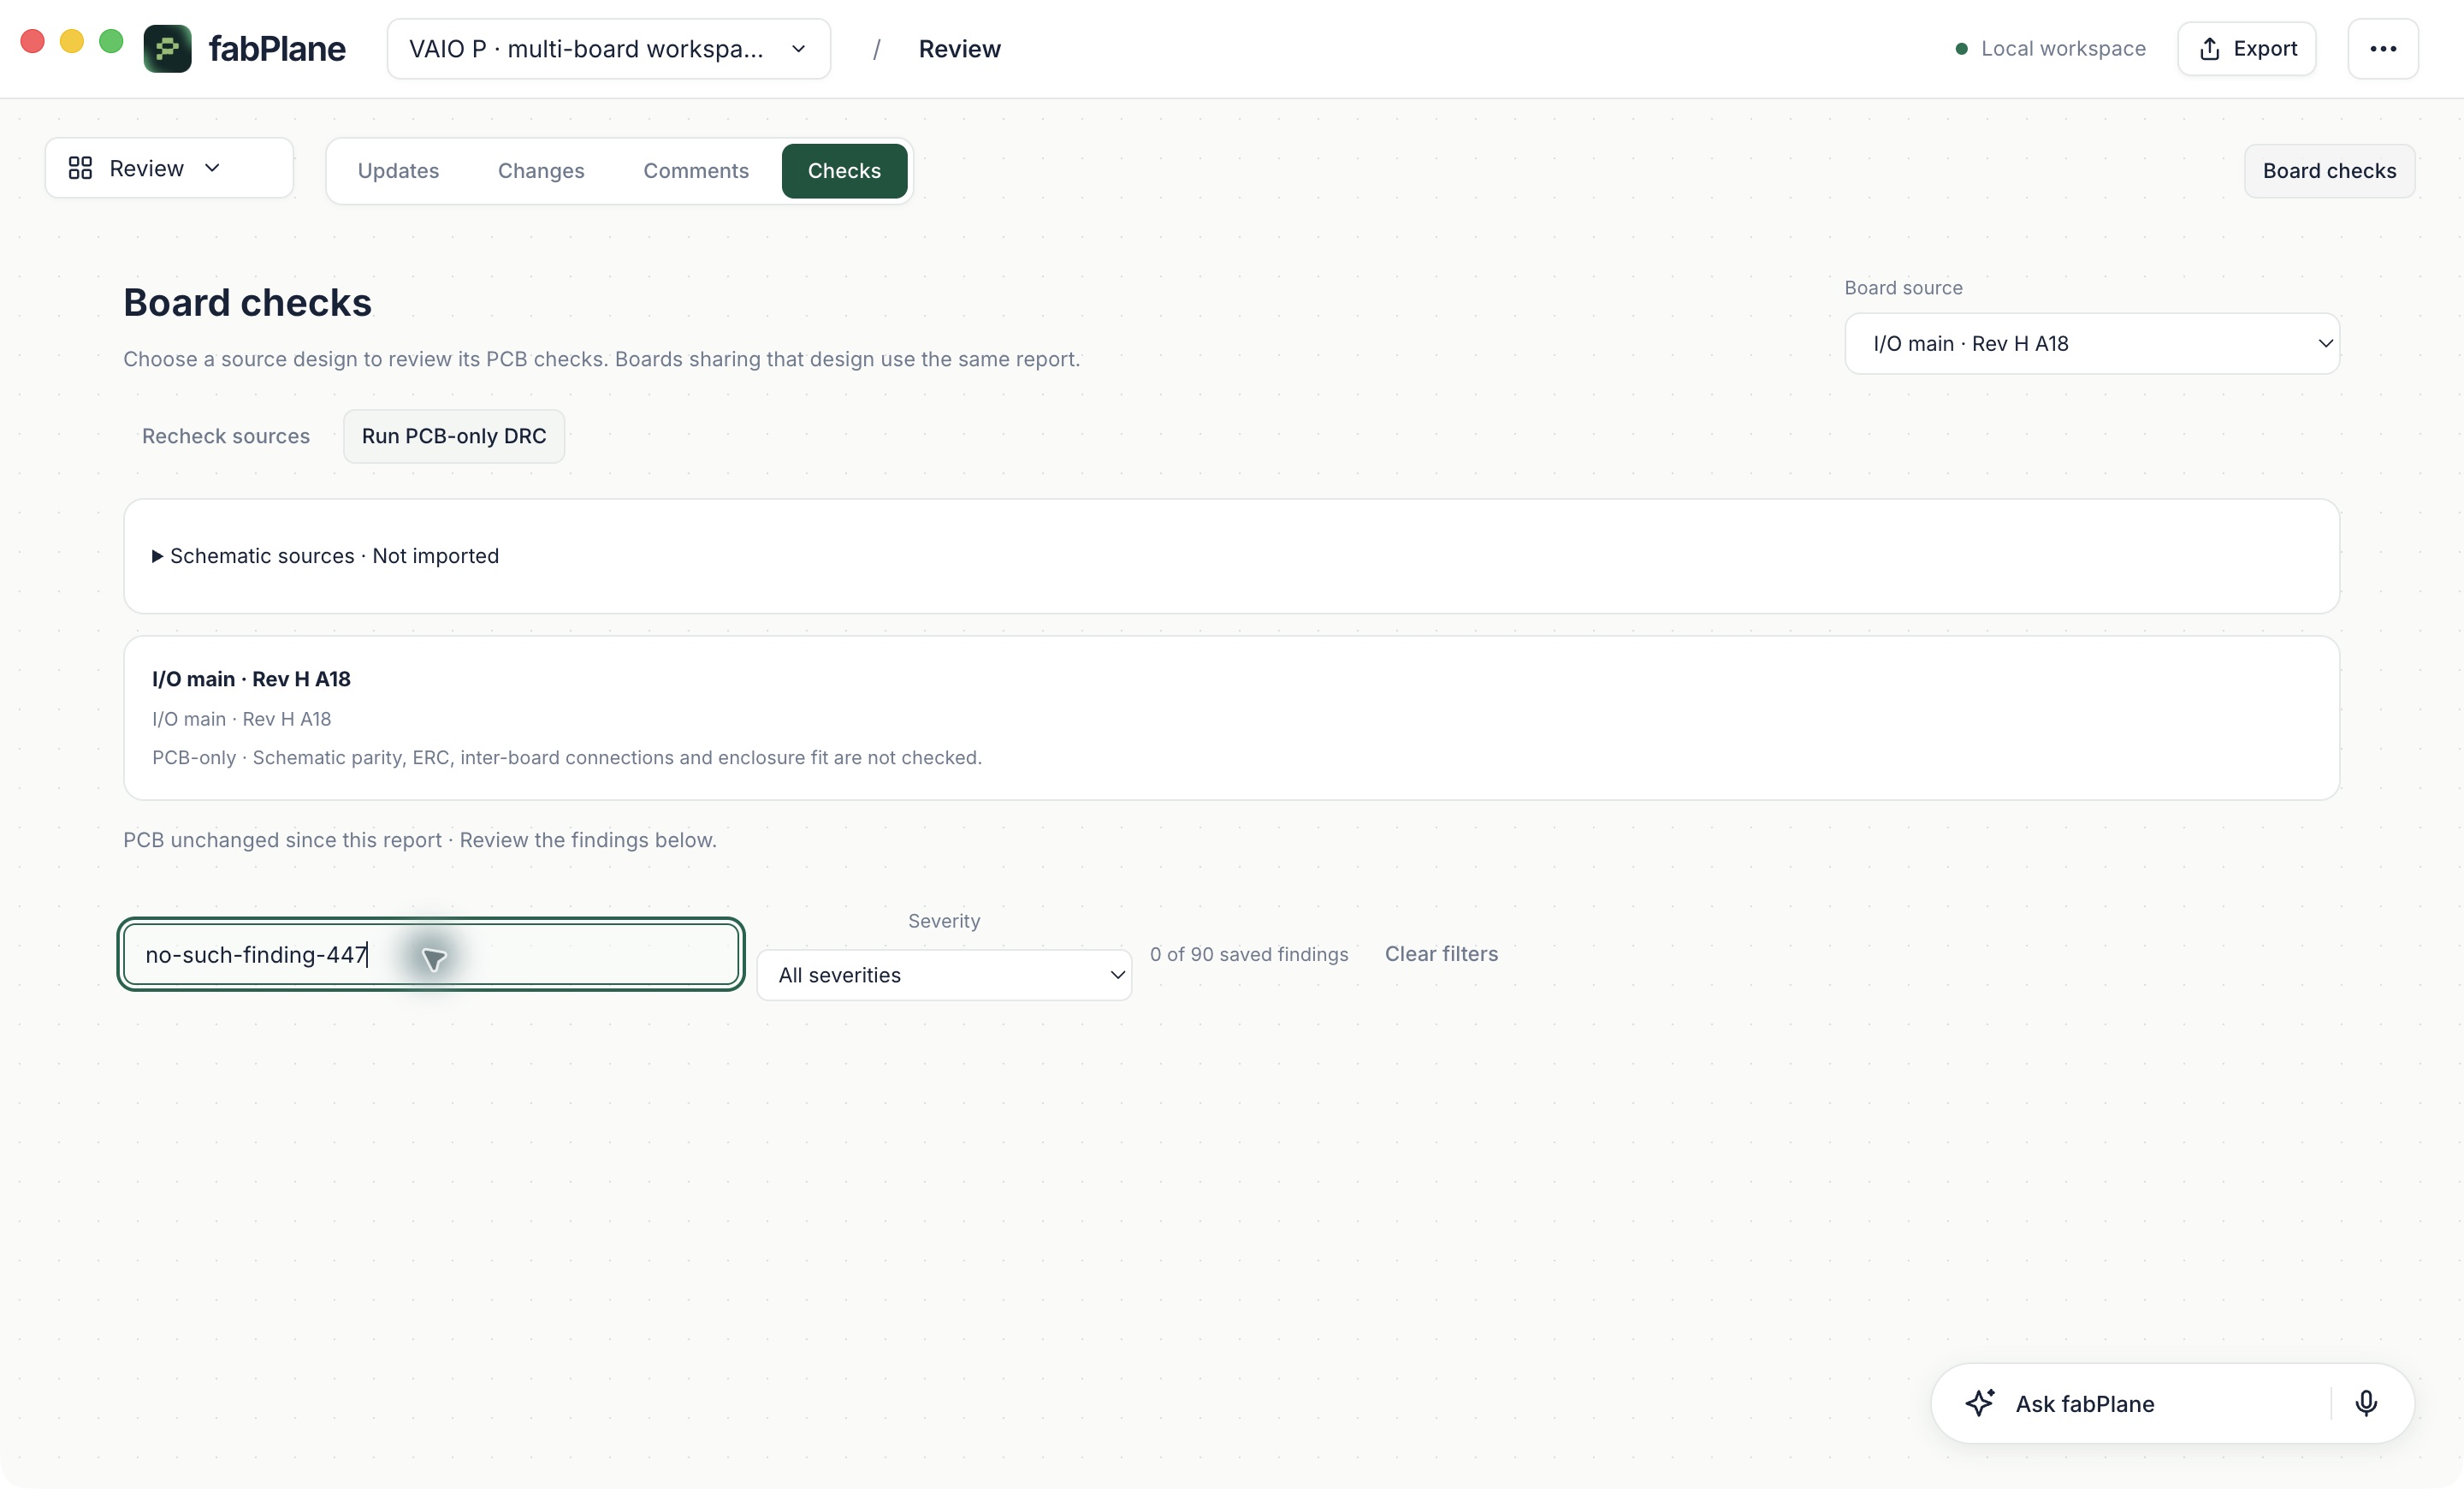 fabPlane
VAIO P · multi-board workspa...
/
Review
Local workspace
Export
Review
Updates
Changes
Comments
Checks
Board checks
Board checks
Board source
I/O main · Rev H A18
Choose a source design to review its PCB checks. Boards sharing that design use the same report.
Recheck sources
Run PCB-only DRC
Schematic sources · Not imported
I/O main · Rev H A18
I/O main · Rev H A18
PCB-only · Schematic parity, ERC, inter-board connections and enclosure fit are not checked.
PCB unchanged since this report · Review the findings below.
no-such-finding-447
Severity
All severities
0 of 90 saved findings
Clear filters
Ask fabPlane